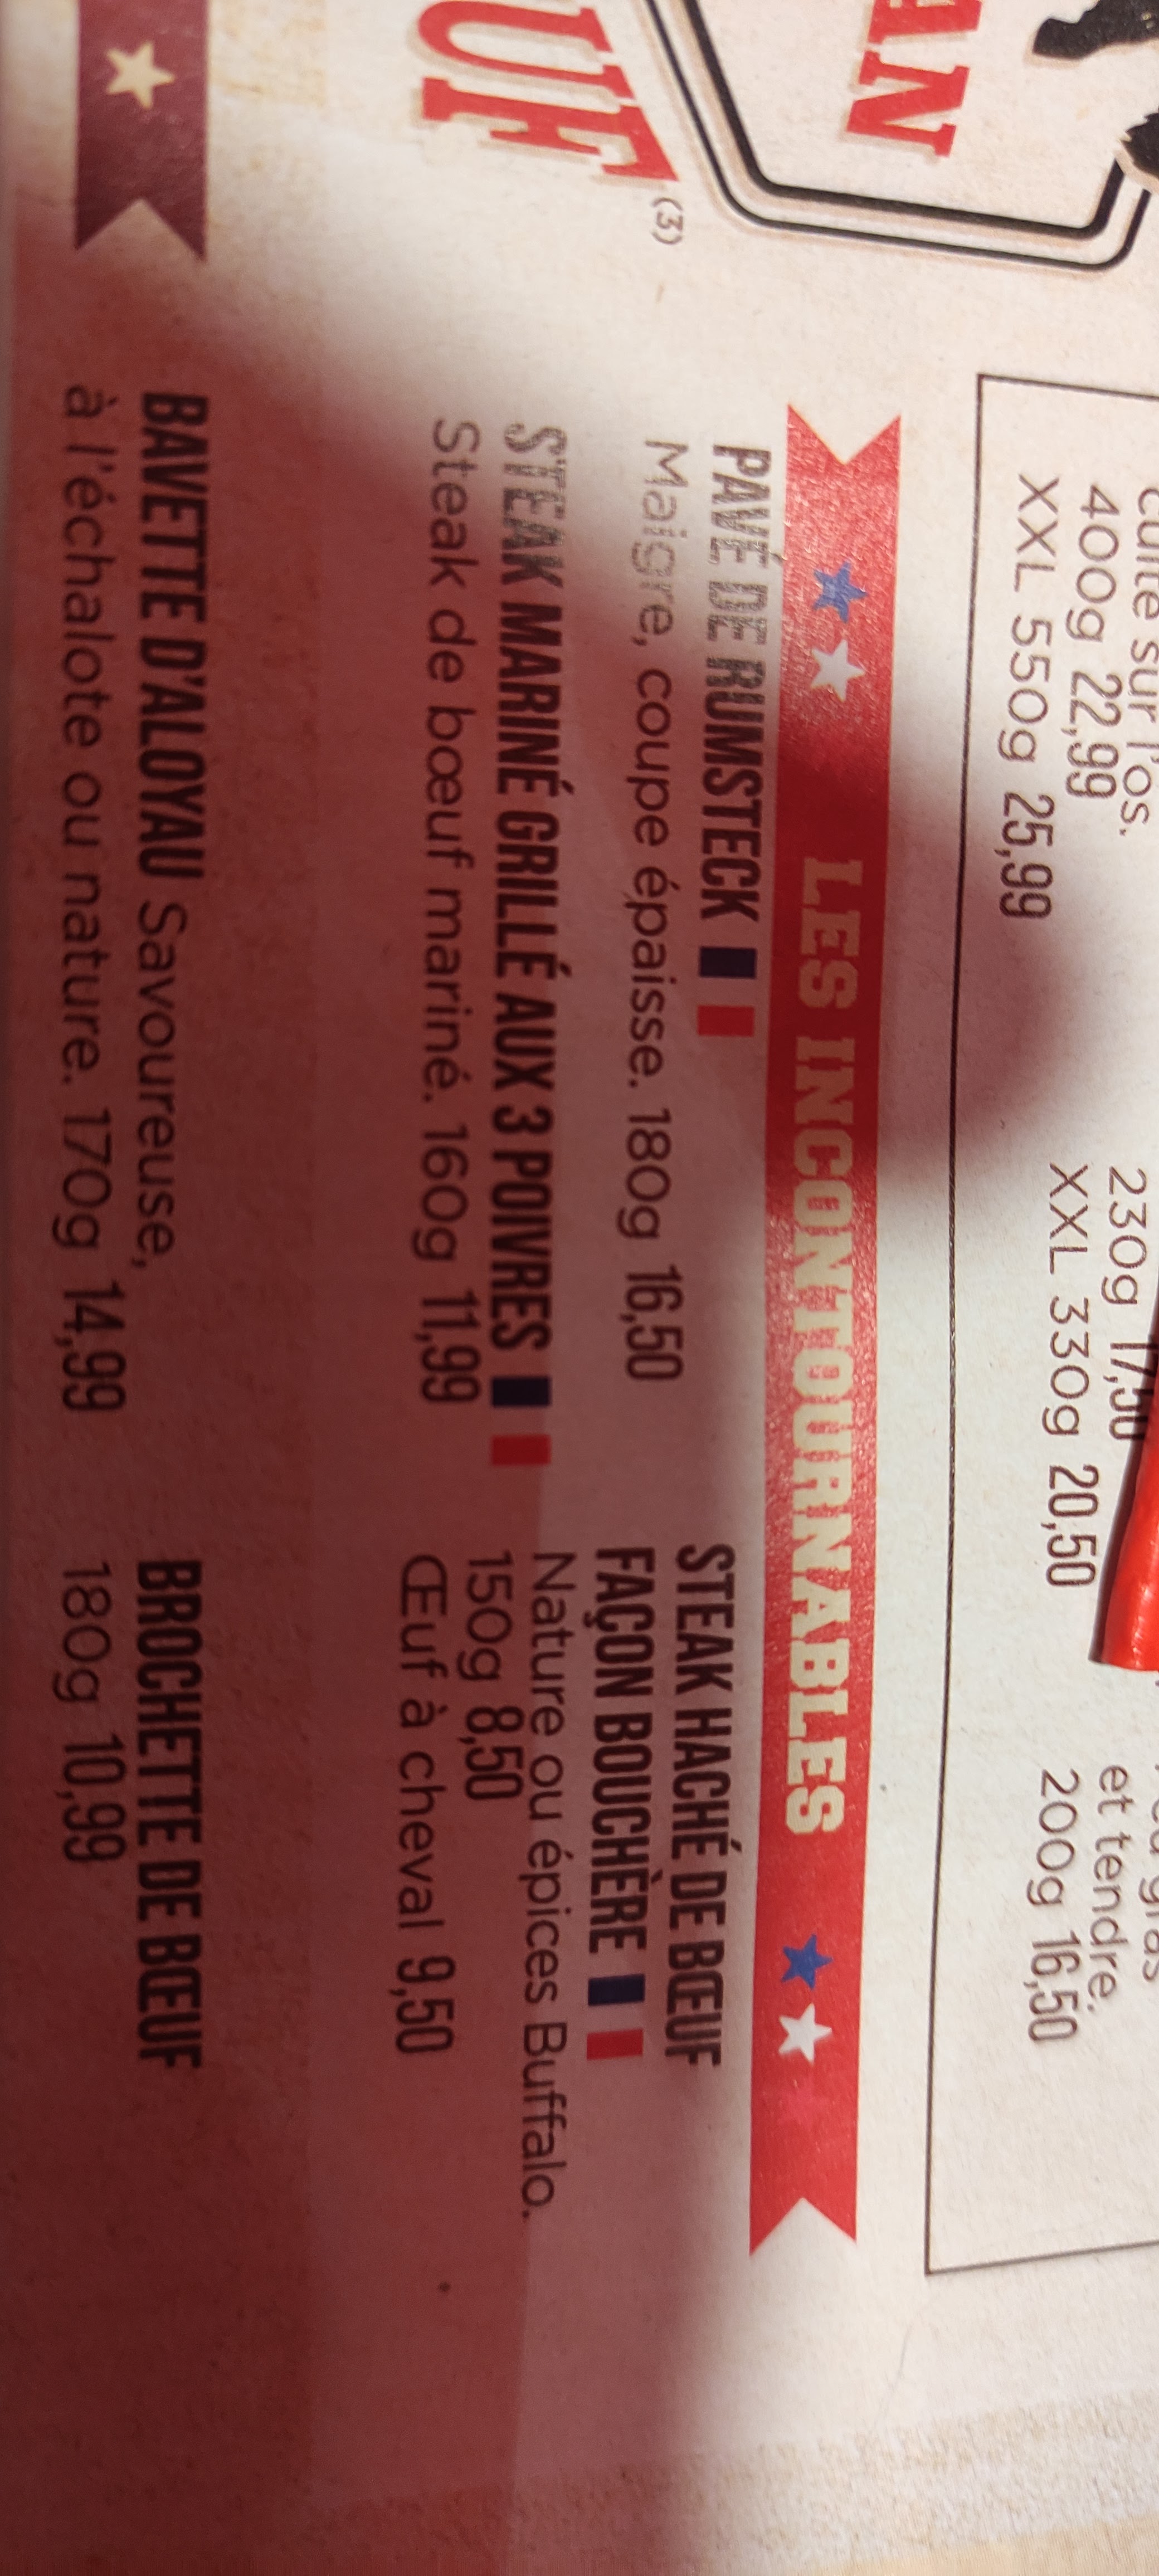 UF (3)
AN
cuite sur l'os.
400g 22,99
XXL 550g 25,99
230g 17,50
XXL 330g 20,50
et tendre.
200g 16,50
LES INCONTOURNABLES
PAVÉ DE RUMSTECK
Maigre, coupe épaisse. 180g 16,50
STEAK MARINÉ GRILLÉ AUX 3 POIVRES
Steak de bœuf mariné. 160g 11,99
STEAK HACHÉ DE BŒUF
FAÇON BOUCHÈRE
Nature ou épices Buffalo.
150g 8,50
Œuf à cheval 9,50
BAVETTE D'ALOYAU Savoureuse,
à l'échalote ou nature. 170g 14,99
BROCHETTE DE BŒUF
180g 10,99